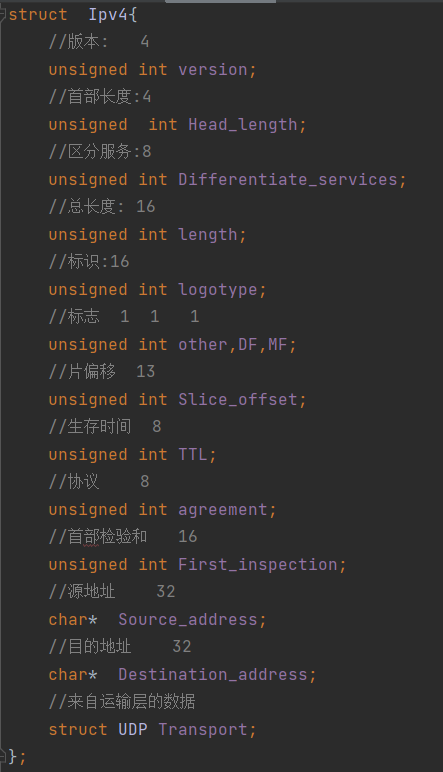 struct  Ipv4{
    //版本:   4
    unsigned int version;
    //首部长度:4
    unsigned  int Head_length;
    //区分服务:8
    unsigned int Differentiate_services;
    //总长度: 16
    unsigned int length;
    //标识:16
    unsigned int logotype;
    //标志  1  1   1
    unsigned int other,DF,MF;
    //片偏移  13
    unsigned int Slice_offset;
    //生存时间  8
    unsigned int TTL;
    //协议    8
    unsigned int agreement;
    //首部检验和   16
    unsigned int First_inspection;
    //源地址    32
    char*  Source_address;
    //目的地址    32
    char*  Destination_address;
    //来自运输层的数据
    struct UDP Transport;
};